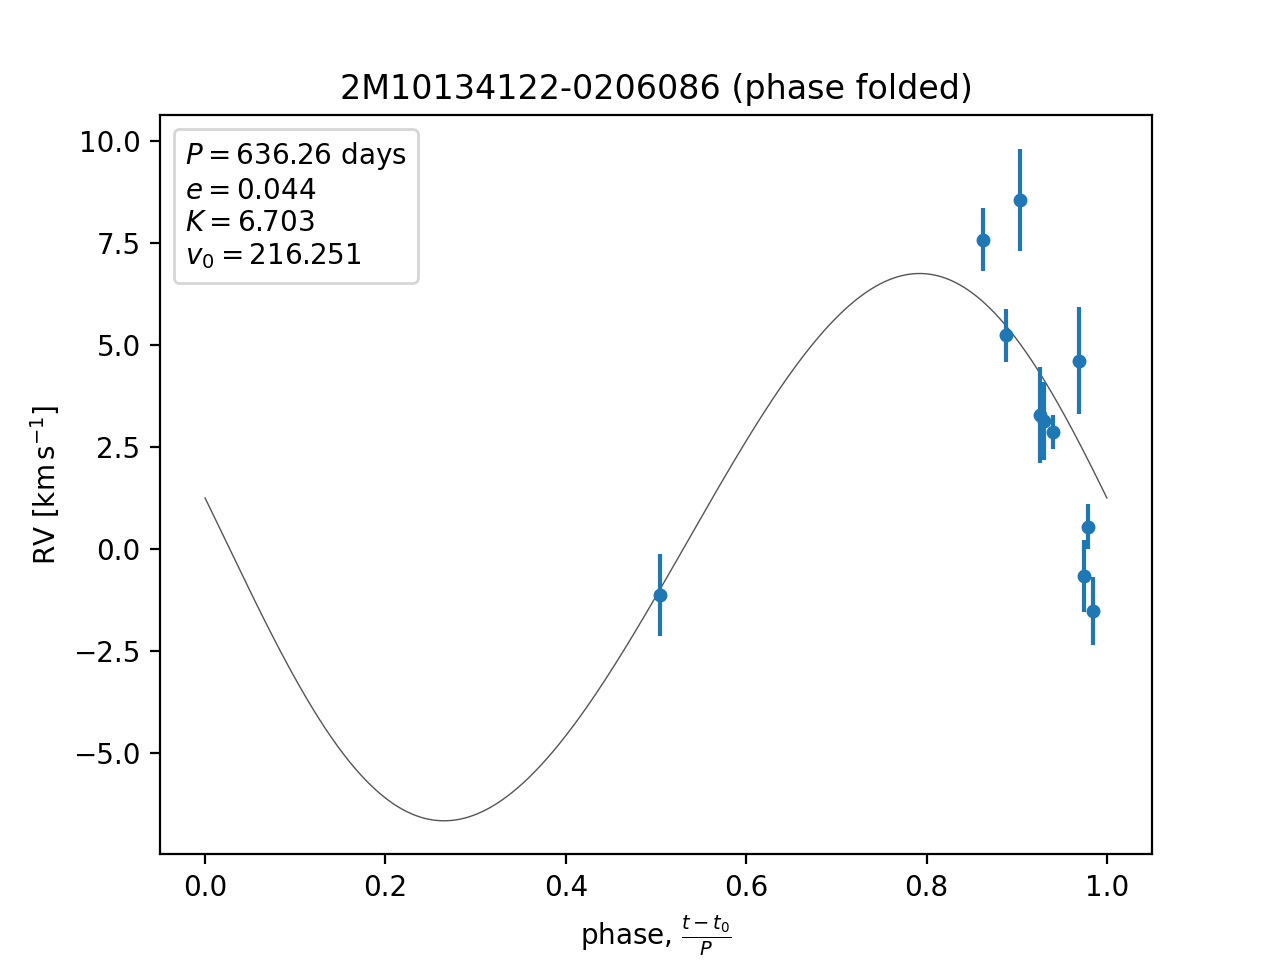 2M10134122-0206086 (phase folded)
P = 636.26 days
e = 0.044
K = 6.703
v₀ = 216.251
10.0
7.5
5.0
2.5
0.0
−2.5
−5.0
RV [km s⁻¹]
0.0 0.2 0.4 0.6 0.8 1.0
phase, (t − t₀)/P